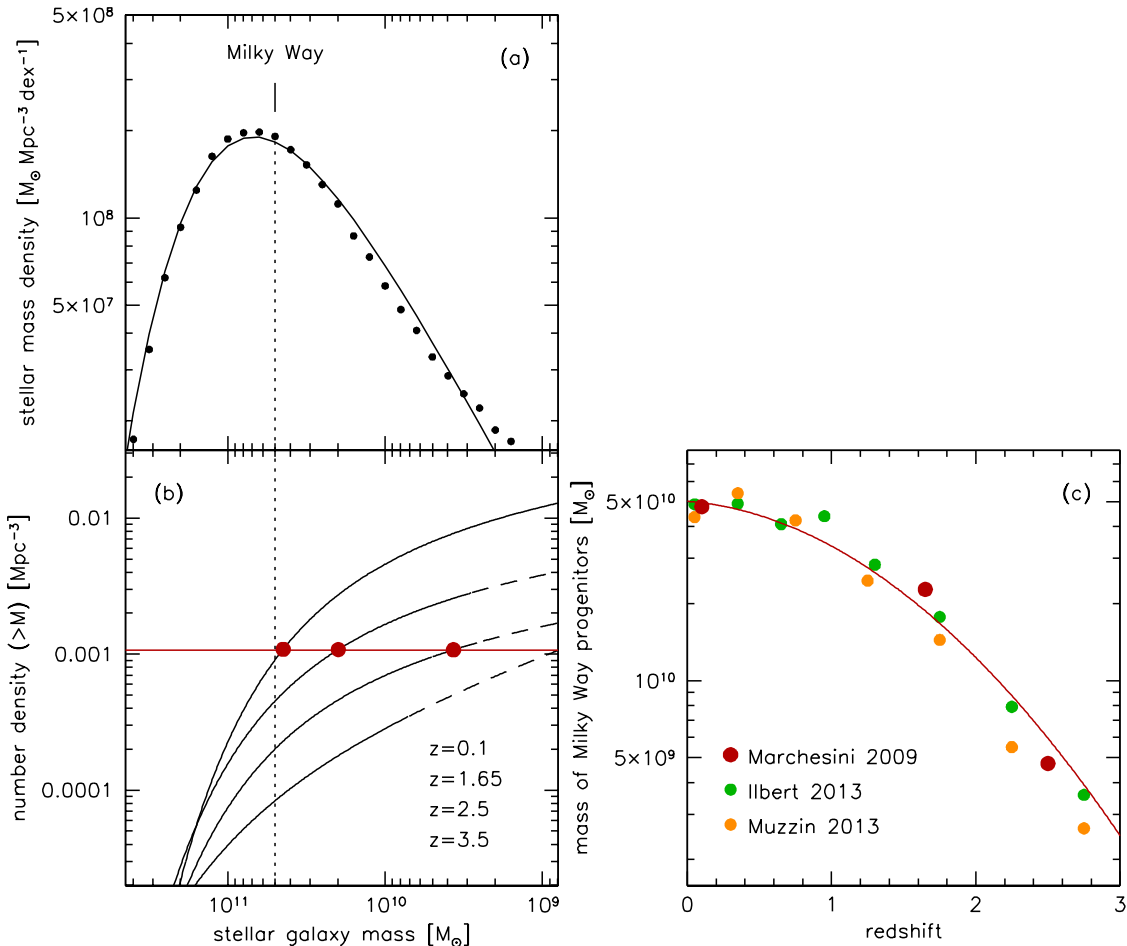 Milky Way
(a)
5×10⁸
10⁸
5×10⁷
stellar mass density [M☉ Mpc⁻³ dex⁻¹]
(b)
0.01
0.001
0.0001
number density (>M) [Mpc⁻³]
z=0.1
z=1.65
z=2.5
z=3.5
10¹¹
10¹⁰
10⁹
stellar galaxy mass [M☉]
(c)
5×10¹⁰
10¹⁰
5×10⁹
mass of Milky Way progenitors [M☉]
Marchesini 2009
Ilbert 2013
Muzzin 2013
0
1
2
3
redshift